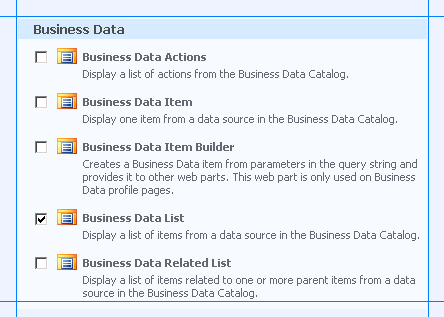 Business Data
Business Data Actions
Display a list of actions from the Business Data Catalog.
Business Data Item
Display one item from a data source in the Business Data Catalog.
Business Data Item Builder
Creates a Business Data item from parameters in the query string and
provides it to other web parts. This web part is only used on Business
Data profile pages.
Business Data List
Display a list of items from a data source in the Business Data Catalog.
Business Data Related List
Display a list of items related to one or more parent items from a data
source in the Business Data Catalog.